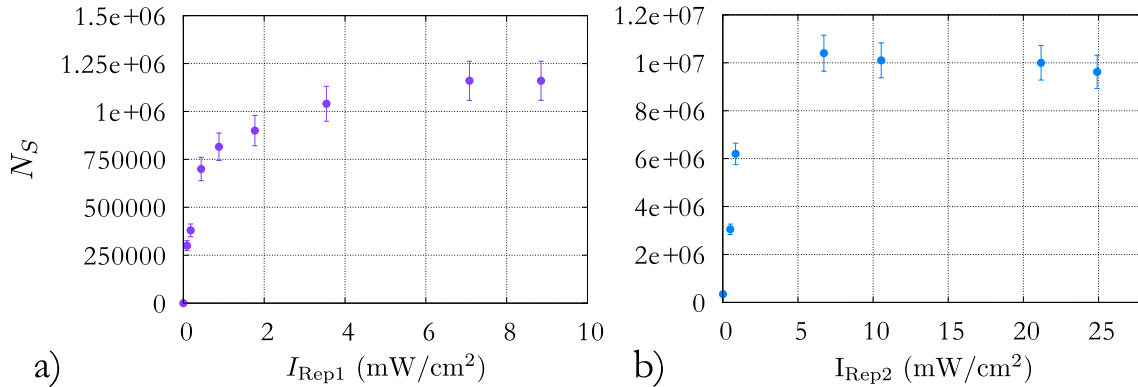 1.5e+06
1.25e+06
1e+06
750000
500000
250000
0
N_S
0 2 4 6 8 10
a) I_Rep1 (mW/cm²)
1.2e+07
1e+07
8e+06
6e+06
4e+06
2e+06
0
0 5 10 15 20 25
b) I_Rep2 (mW/cm²)